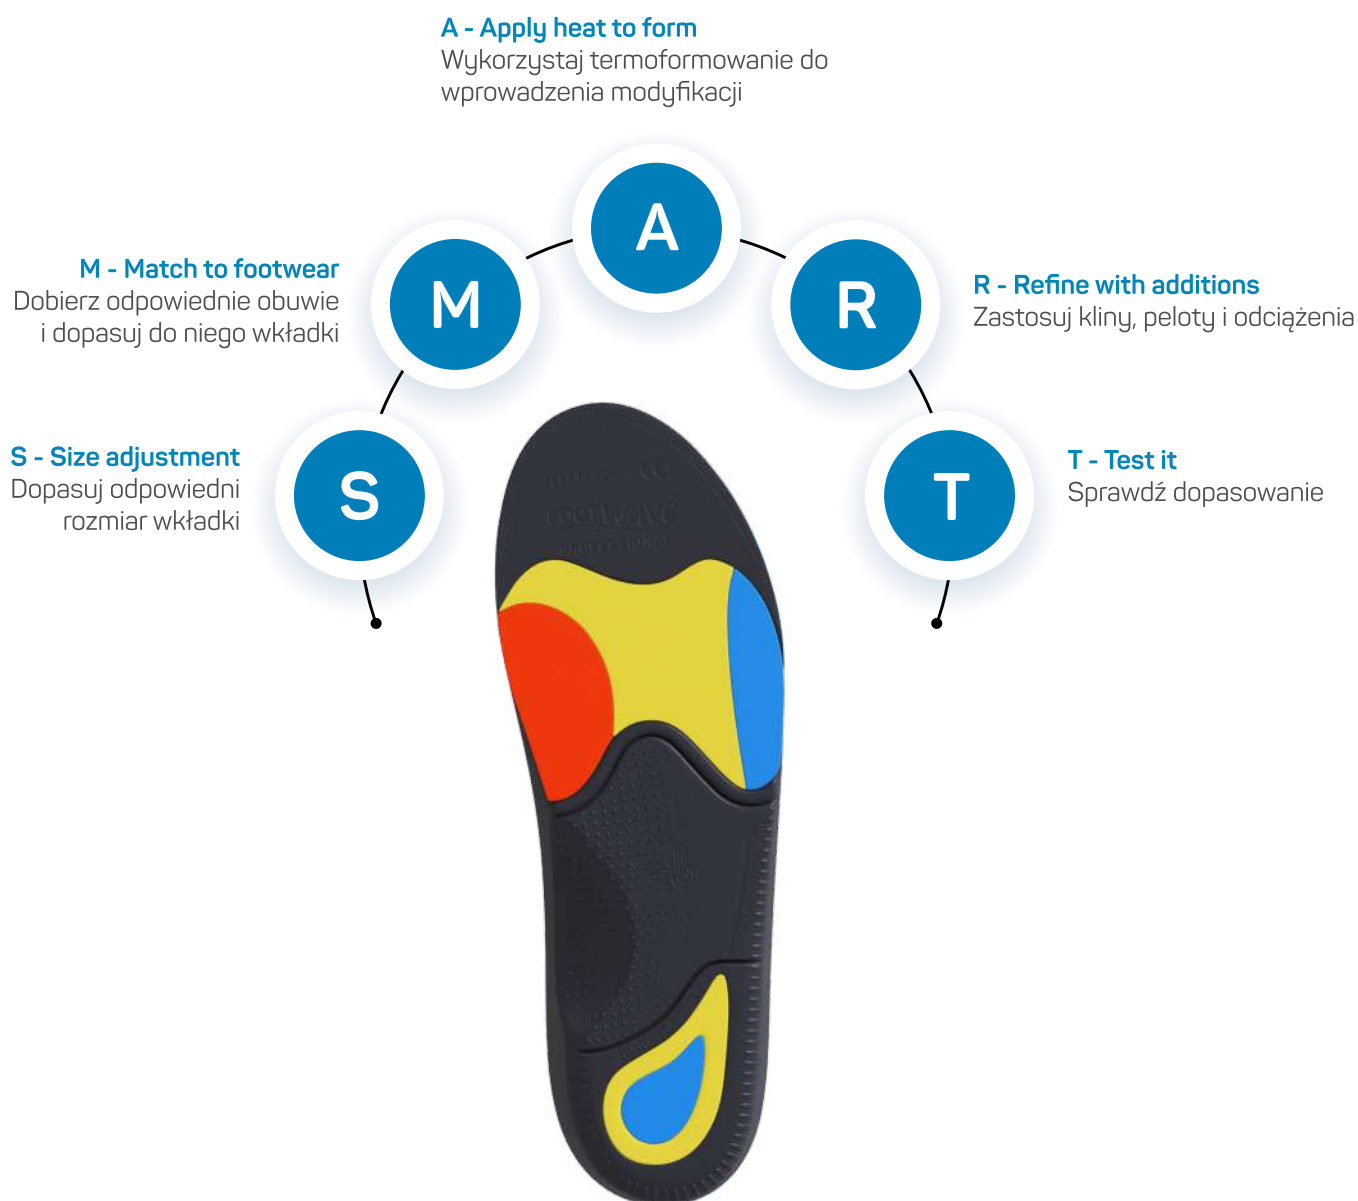 A - Apply heat to form
Wykorzystaj termoformowanie do
wprowadzenia modyfikacji
A
M - Match to footwear
Dobierz odpowiednie obuwie
i dopasuj do niego wkładki
M
R
R - Refine with additions
Zastosuj kliny, peloty i odciążenia
S - Size adjustment
Dopasuj odpowiedni
rozmiar wkładki
S
T
T - Test it
Sprawdź dopasowanie